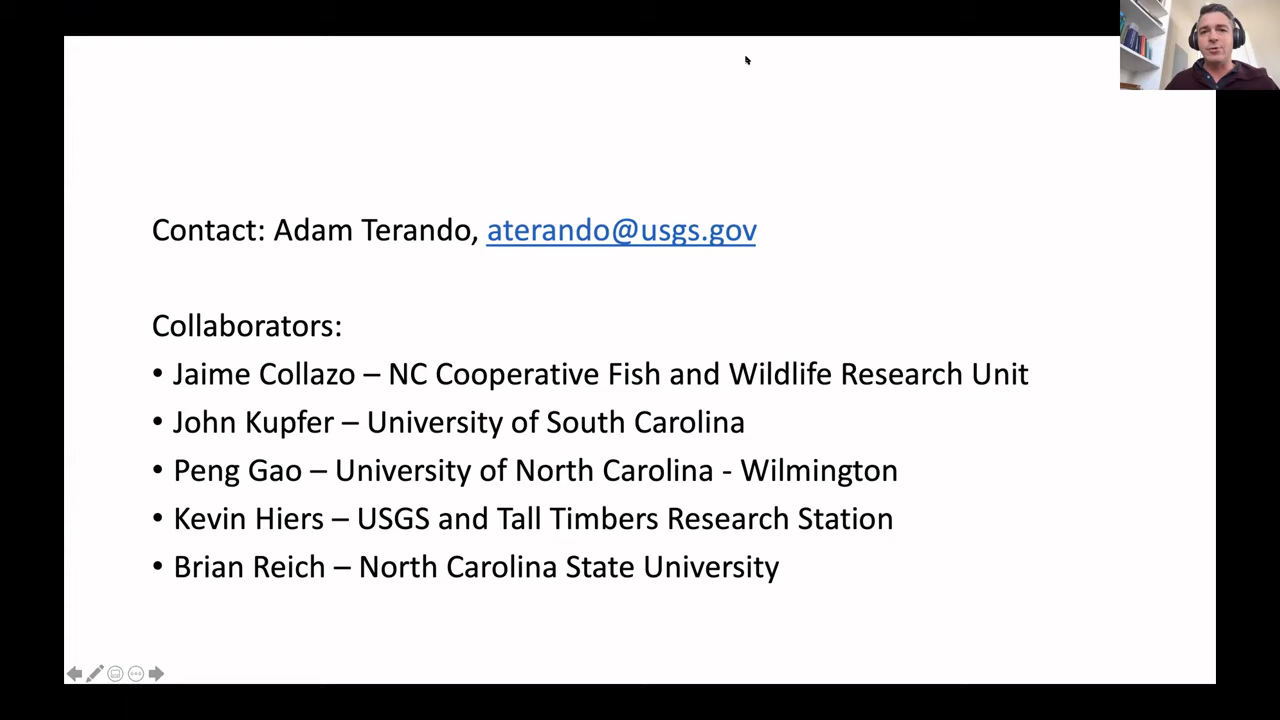 Contact: Adam Terando, aterando@usgs.gov
Collaborators:
• Jaime Collazo – NC Cooperative Fish and Wildlife Research Unit
• John Kupfer – University of South Carolina
• Peng Gao – University of North Carolina - Wilmington
• Kevin Hiers – USGS and Tall Timbers Research Station
• Brian Reich – North Carolina State University